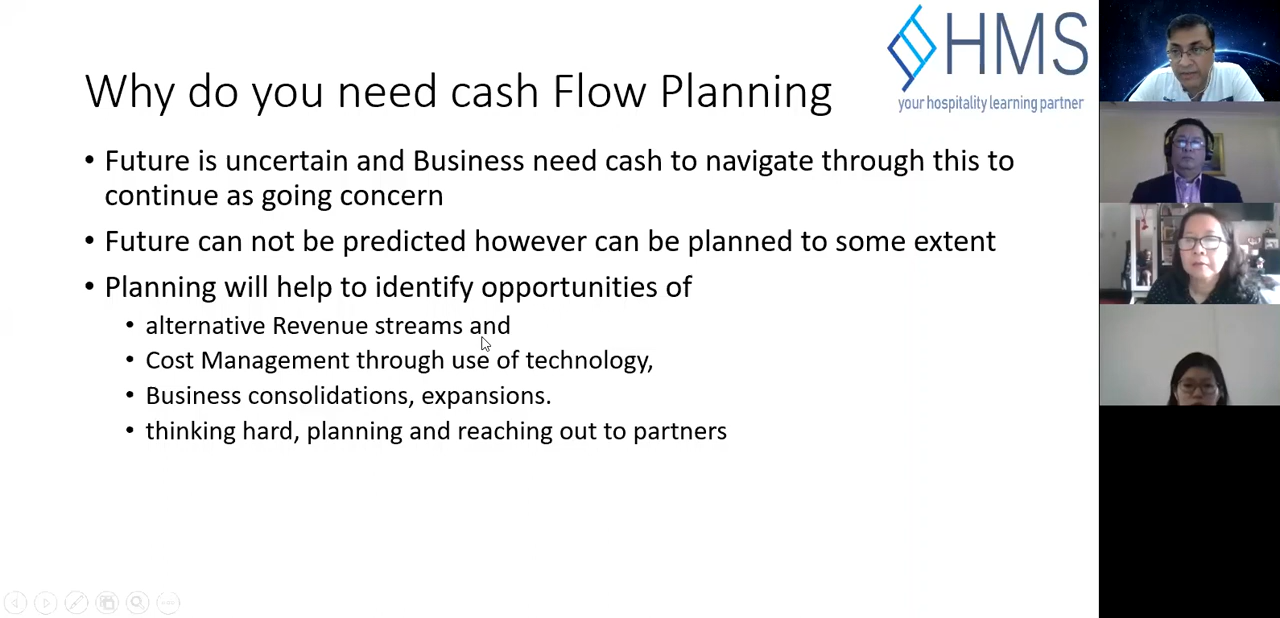 HMS
your hospitality learning partner
Why do you need cash Flow Planning
• Future is uncertain and Business need cash to navigate through this to
continue as going concern
• Future can not be predicted however can be planned to some extent
• Planning will help to identify opportunities of
• alternative Revenue streams and
• Cost Management through use of technology,
• Business consolidations, expansions.
• thinking hard, planning and reaching out to partners